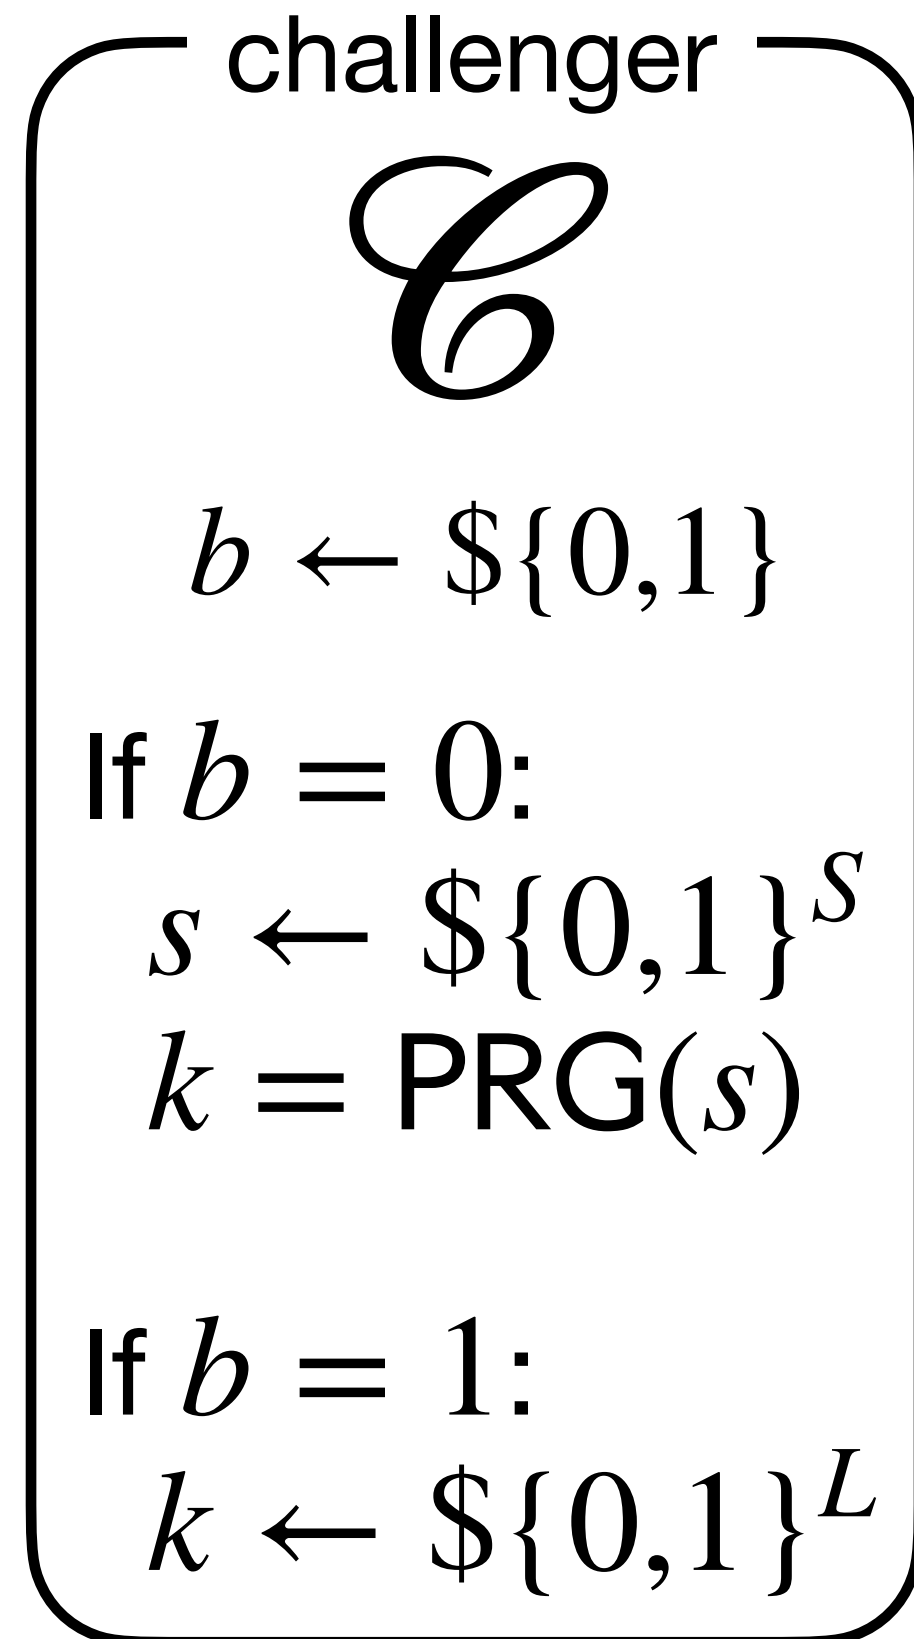 challenger
𝒞
b ← ${0,1}
If b = 0:
s ← ${0,1}^S
k = PRG(s)
If b = 1:
k ← ${0,1}^L